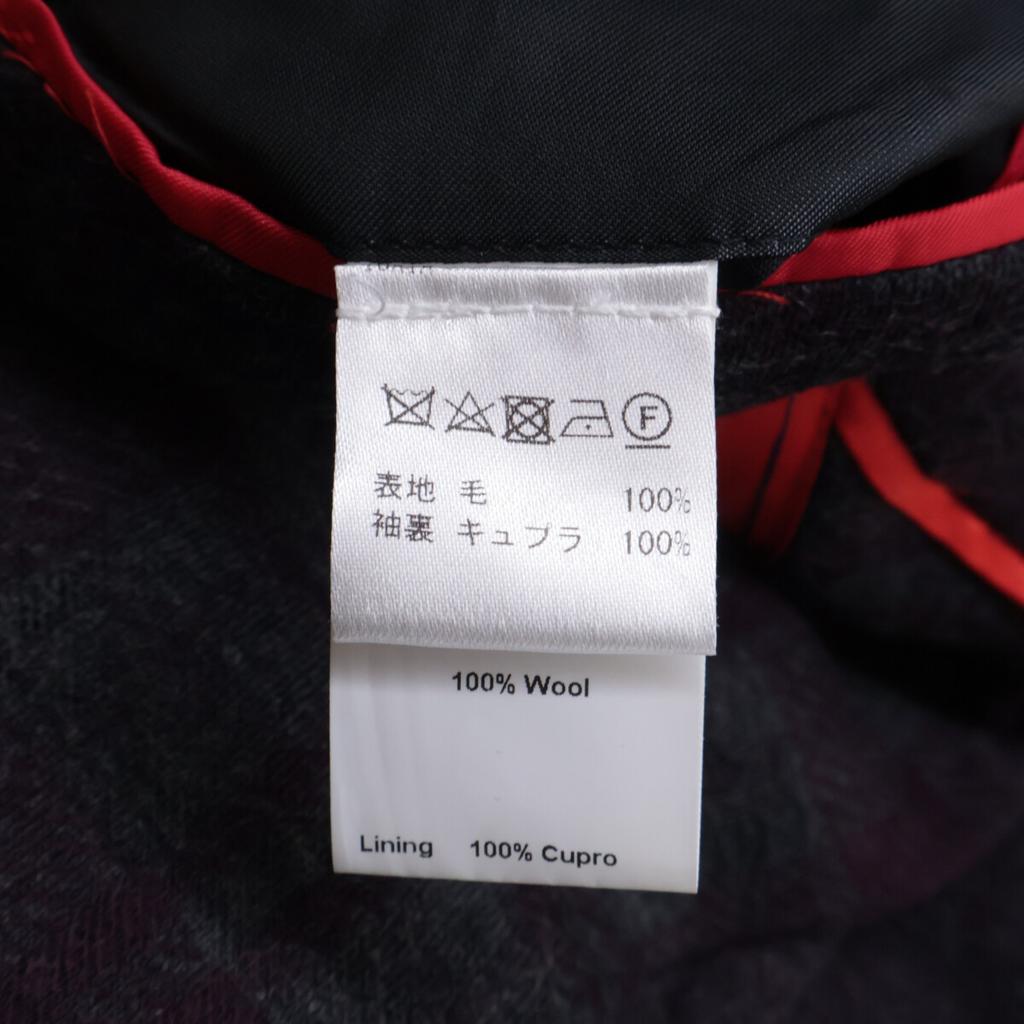 F
表地 毛 100%
袖裏 キュプラ 100%
100% Wool
Lining 100% Cupro